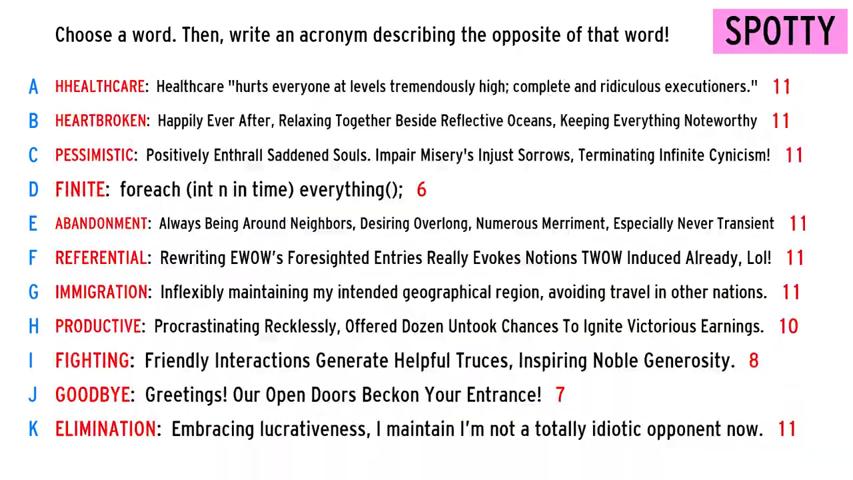 Choose a word. Then, write an acronym describing the opposite of that word!
SPOTTY
A HHEALTHCARE: Healthcare "hurts everyone at levels tremendously high; complete and ridiculous executioners." 11
B HEARTBROKEN: Happily Ever After, Relaxing Together Beside Reflective Oceans, Keeping Everything Noteworthy 11
C PESSIMISTIC: Positively Enthrall Saddened Souls. Impair Misery's Injust Sorrows, Terminating Infinite Cynicism! 11
D FINITE: foreach (int n in time) everything(); 6
E ABANDONMENT: Always Being Around Neighbors, Desiring Overlong, Numerous Merriment, Especially Never Transient 11
F REFERENTIAL: Rewriting EWOW's Foresighted Entries Really Evokes Notions TWOW Induced Already, Lol! 11
G IMMIGRATION: Inflexibly maintaining my intended geographical region, avoiding travel in other nations. 11
H PRODUCTIVE: Procrastinating Recklessly, Offered Dozen Untook Chances To Ignite Victorious Earnings. 10
I FIGHTING: Friendly Interactions Generate Helpful Truces, Inspiring Noble Generosity. 8
J GOODBYE: Greetings! Our Open Doors Beckon Your Entrance! 7
K ELIMINATION: Embracing lucrativeness, I maintain I'm not a totally idiotic opponent now. 11